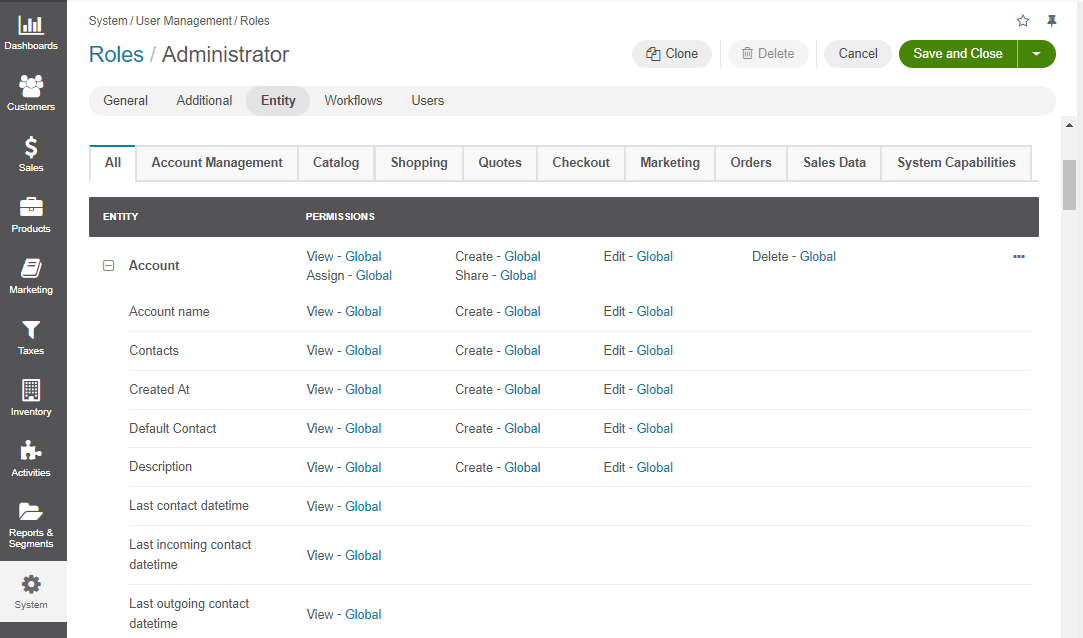 Dashboards
Customers
Sales
Products
Marketing
Taxes
Inventory
Activities
Reports &
Segments
System
System / User Management / Roles
Roles / Administrator
Clone
Delete
Cancel
Save and Close
General Additional Entity Workflows Users
All Account Management Catalog Shopping Quotes Checkout Marketing Orders Sales Data System Capabilities
ENTITY PERMISSIONS
Account View - Global Create - Global Edit - Global Delete - Global
Assign - Global Share - Global
Account name View - Global Create - Global Edit - Global
Contacts View - Global Create - Global Edit - Global
Created At View - Global Create - Global Edit - Global
Default Contact View - Global Create - Global Edit - Global
Description View - Global Create - Global Edit - Global
Last contact datetime View - Global
Last incoming contact
datetime View - Global
Last outgoing contact
datetime View - Global